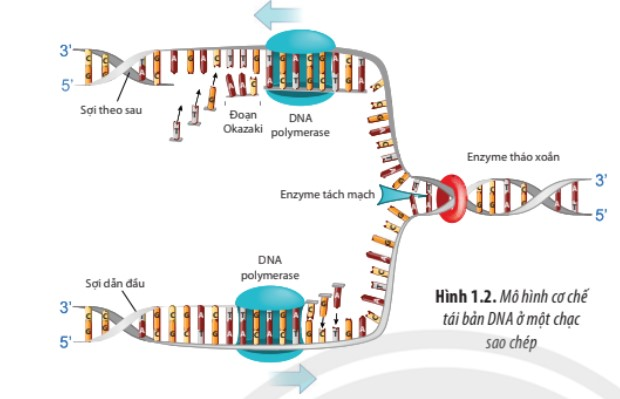 3'
5'
Sợi theo sau
Đoạn
Okazaki
DNA
polymerase
Enzyme tháo xoắn
Enzyme tách mạch
3'
5'
Sợi dẫn đầu
DNA
polymerase
3'
5'
Hình 1.2. Mô hình cơ chế
tái bản DNA ở một chạc
sao chép